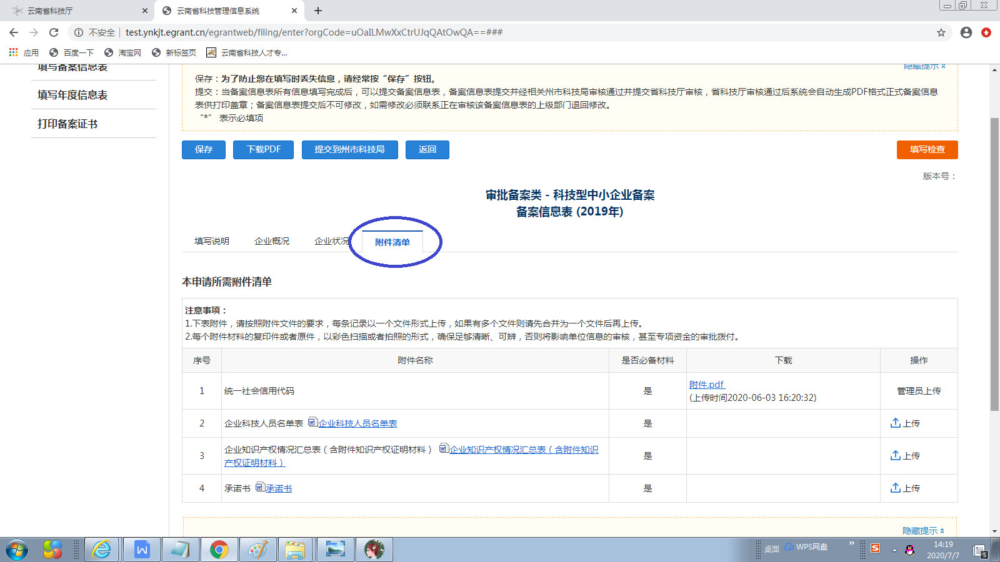 云南省科技厅
云南省科技管理信息系统
不安全 test.ynkjt.egrant.cn/egrantweb/filing/enter?orgCode=uOaILMwXxCtrUJqQAtOwQA==###
应用 百度一下 淘宝网 新标签页 云南省科技人才专...
填写备案信息表
填写年度信息表
打印备案证书
隐藏提示
保存：为了防止您在填写时丢失信息，请经常按“保存”按钮。
提交：当备案信息表所有信息填写完成后，可以提交备案信息表，备案信息表提交并经相关州市科技局审核通过并提交省科技厅审核，省科技厅审核通过后系统会自动生成PDF格式正式备案信息
表供打印盖章；备案信息表提交后不可修改，如需修改必须联系正在审核该备案信息表的上级部门退回修改。
“*” 表示必填项
保存 下载PDF 提交到州市科技局 返回 填写检查
版本号：
审批备案类 - 科技型中小企业备案
备案信息表 (2019年)
填写说明 企业概况 企业状况 附件清单
本申请所需附件清单
注意事项：
1.下表附件，请按照附件文件的要求，每条记录以一个文件形式上传，如果有多个文件则请先合并为一个文件后再上传。
2.每个附件材料的复印件或者原件，以彩色扫描或者拍照的形式，确保足够清晰、可辨，否则将影响单位信息的审核，甚至专项资金的审批拨付。
序号 附件名称 是否必备材料 下载 操作
1 统一社会信用代码 是 附件.pdf 管理员上传
(上传时间2020-06-03 16:20:32)
2 企业科技人员名单表 企业科技人员名单表 是 上传
3 企业知识产权情况汇总表（含附件知识产权证明材料） 企业知识产权情况汇总表（含附件知识 是 上传
产权证明材料）
4 承诺书 承诺书 是 上传
隐藏提示
桌面 WPS网盘 14:19
2020/7/7
5